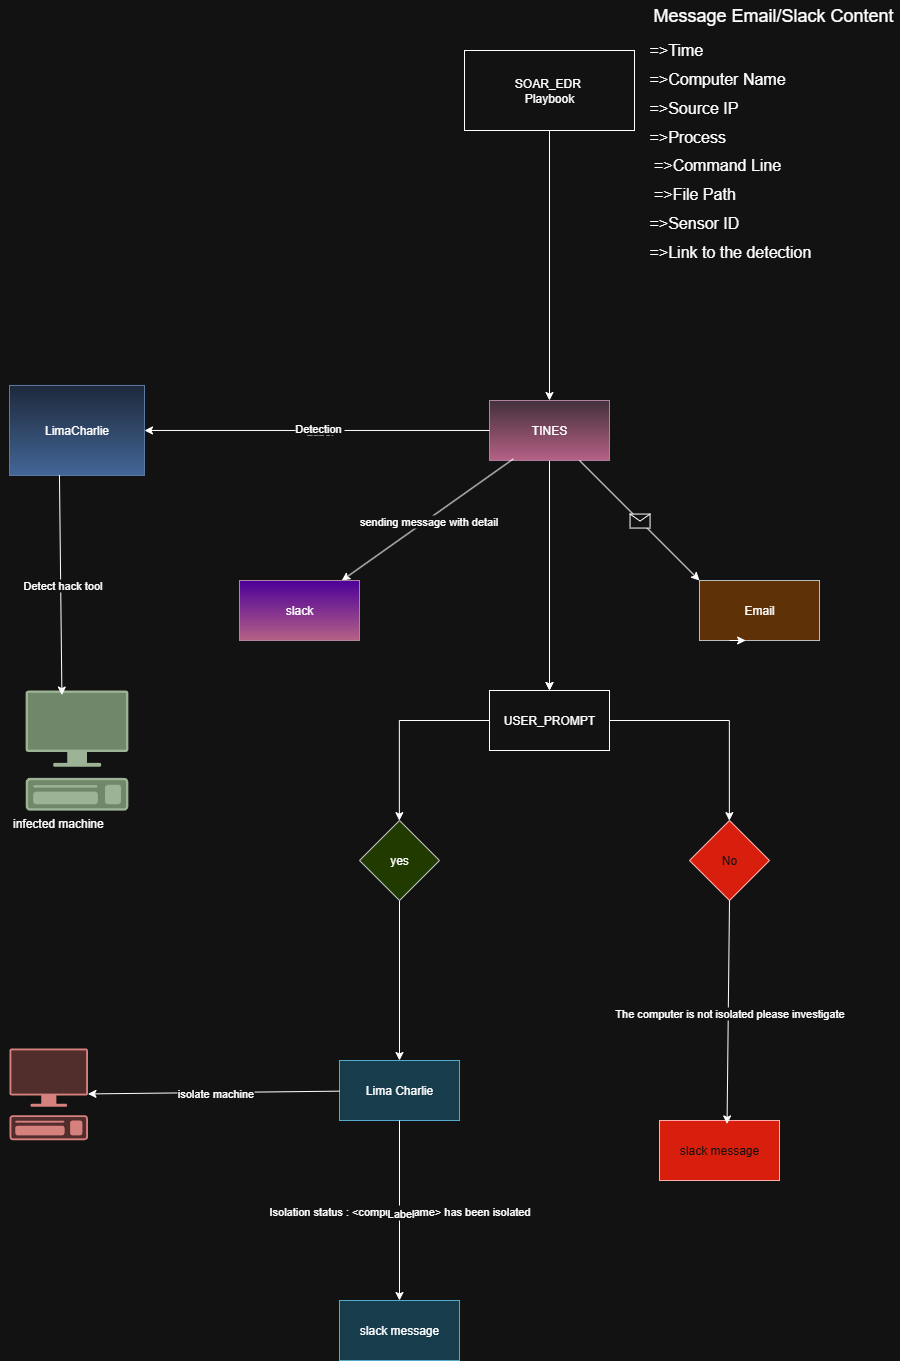 Message Email/Slack Content
=>Time
=>Computer Name
=>Source IP
=>Process
=>Command Line
=>File Path
=>Sensor ID
=>Link to the detection
SOAR_EDR
Playbook
LimaCharlie
Detection
TINES
sending message with detail
Detect hack tool
slack
Email
USER_PROMPT
infected machine
yes
No
The computer is not isolated please investigate
isolate machine
Lima Charlie
slack message
Isolation status : <comp Label ame> has been isolated
slack message